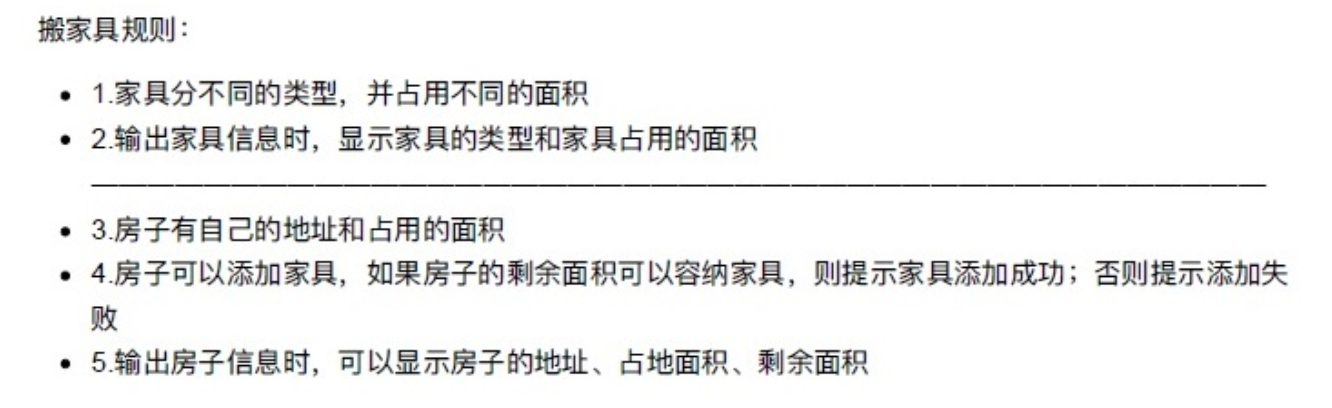 搬家具规则：
1.家具分不同的类型，并占用不同的面积
2.输出家具信息时，显示家具的类型和家具占用的面积
3.房子有自己的地址和占用的面积
4.房子可以添加家具，如果房子的剩余面积可以容纳家具，则提示家具添加成功；否则提示添加失
败
5.输出房子信息时，可以显示房子的地址、占地面积、剩余面积